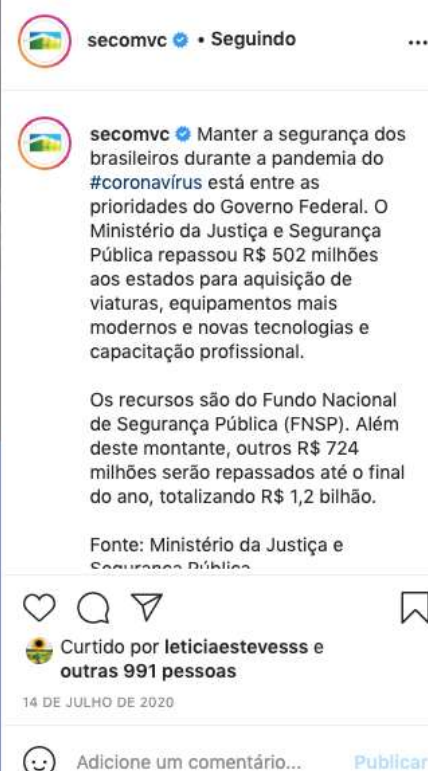 secomvc • Seguindo
...
secomvc Manter a segurança dos
brasileiros durante a pandemia do
#coronavírus está entre as
prioridades do Governo Federal. O
Ministério da Justiça e Segurança
Pública repassou R$ 502 milhões
aos estados para aquisição de
viaturas, equipamentos mais
modernos e novas tecnologias e
capacitação profissional.
Os recursos são do Fundo Nacional
de Segurança Pública (FNSP). Além
deste montante, outros R$ 724
milhões serão repassados até o final
do ano, totalizando R$ 1,2 bilhão.
Fonte: Ministério da Justiça e
Segurança Pública
Curtido por leticiaestevesss e
outras 991 pessoas
14 DE JULHO DE 2020
Adicione um comentário... Publicar